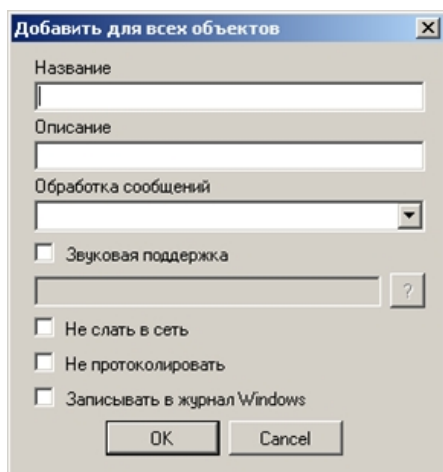 Добавить для всех объектов
Название
Описание
Обработка сообщений
Звуковая поддержка
?
Не слать в сеть
Не протоколировать
Записывать в журнал Windows
OK Cancel